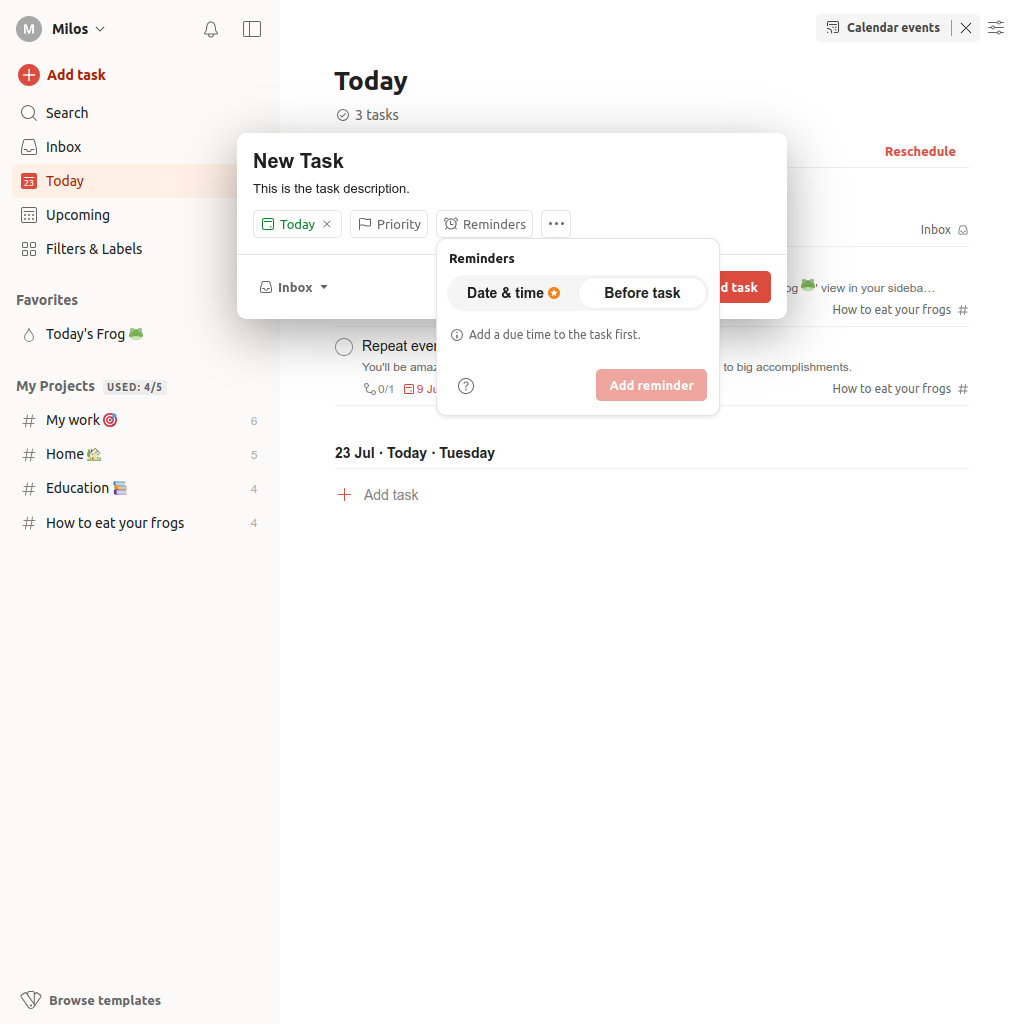 M Milos
Calendar events
Add task
Search
Inbox
23 Today
Upcoming
Filters & Labels
Favorites
Today's Frog 🐸
My Projects USED: 4/5
My work 🎯 6
Home 🏡 5
Education 📚 4
How to eat your frogs 4
Browse templates
Today
3 tasks
Reschedule
New Task
This is the task description.
Today
Priority
Reminders
Inbox
Inbox
task
Reminders
Date & time
Before task
Add a due time to the task first.
Add reminder
🐸' view in your sideba…
How to eat your frogs #
Repeat
You'll be
to big accomplishments.
0/1
9
How to eat your frogs #
23 Jul · Today · Tuesday
Add task